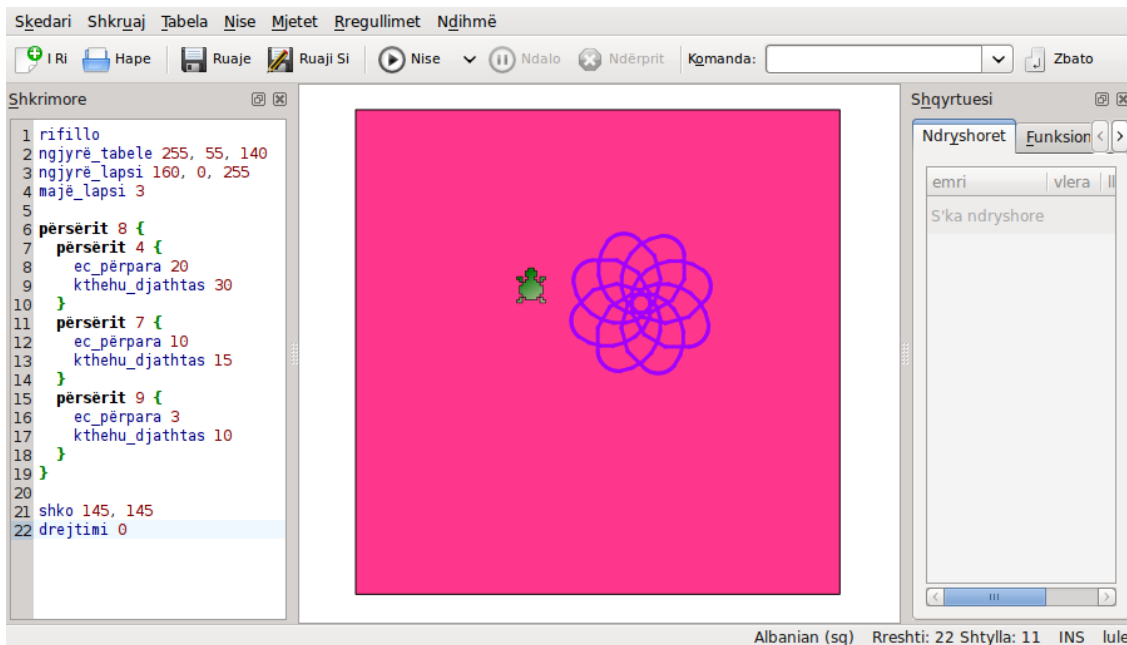 Skedari Shkruaj Tabela Nise Mjetet Rregullimet Ndihmë
I Ri Hape Ruaje Ruaji Si Nise Ndalo Ndërprit Komanda: Zbato
Shkrimore
1 rifillo
2 ngjyrë_tabele 255, 55, 140
3 ngjyrë_lapsi 160, 0, 255
4 majë_lapsi 3
5
6 përsërit 8 {
7 përsërit 4 {
8 ec_përpara 20
9 kthehu_djathtas 30
10 }
11 përsërit 7 {
12 ec_përpara 10
13 kthehu_djathtas 15
14 }
15 përsërit 9 {
16 ec_përpara 3
17 kthehu_djathtas 10
18 }
19 }
20
21 shko 145, 145
22 drejtimi 0
Shqyrtuesi
Ndryshoret Funksion
emri vlera ll
S'ka ndryshore
Albanian (sq) Rreshti: 22 Shtylla: 11 INS lule